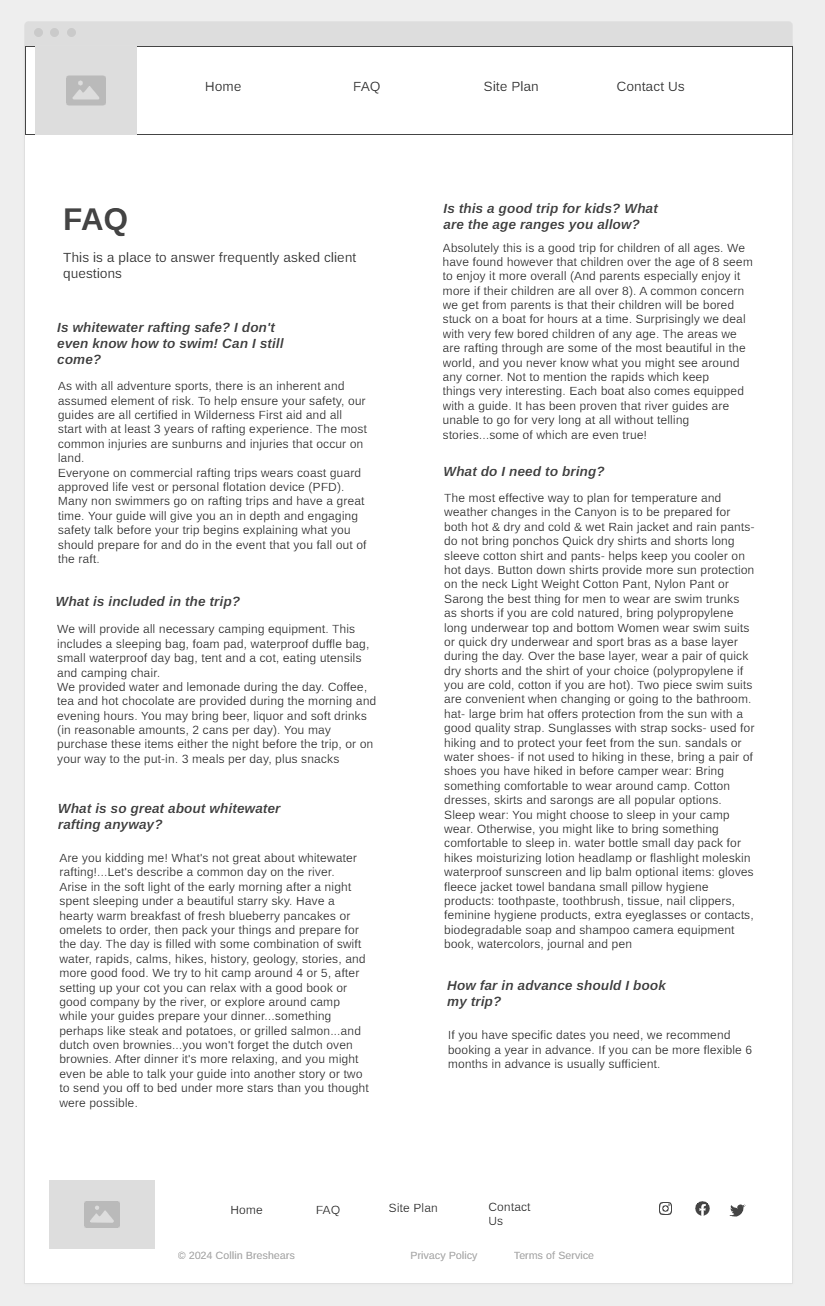 Home
FAQ
Site Plan
Contact Us
FAQ
This is a place to answer frequently asked client
questions
Is whitewater rafting safe? I don't
even know how to swim! Can I still
come?
As with all adventure sports, there is an inherent and
assumed element of risk. To help ensure your safety, our
guides are all certified in Wilderness First aid and all
start with at least 3 years of rafting experience. The most
common injuries are sunburns and injuries that occur on
land.
Everyone on commercial rafting trips wears coast guard
approved life vest or personal flotation device (PFD).
Many non swimmers go on rafting trips and have a great
time. Your guide will give you an in depth and engaging
safety talk before your trip begins explaining what you
should prepare for and do in the event that you fall out of
the raft.
What is included in the trip?
We will provide all necessary camping equipment. This
includes a sleeping bag, foam pad, waterproof duffle bag,
small waterproof day bag, tent and a cot, eating utensils
and camping chair.
We provided water and lemonade during the day. Coffee,
tea and hot chocolate are provided during the morning and
evening hours. You may bring beer, liquor and soft drinks
(in reasonable amounts, 2 cans per day). You may
purchase these items either the night before the trip, or on
your way to the put-in. 3 meals per day, plus snacks
What is so great about whitewater
rafting anyway?
Are you kidding me! What's not great about whitewater
rafting!...Let's describe a common day on the river.
Arise in the soft light of the early morning after a night
spent sleeping under a beautiful starry sky. Have a
hearty warm breakfast of fresh blueberry pancakes or
omelets to order, then pack your things and prepare for
the day. The day is filled with some combination of swift
water, rapids, calms, hikes, history, geology, stories, and
more good food. We try to hit camp around 4 or 5, after
setting up your cot you can relax with a good book or
good company by the river, or explore around camp
while your guides prepare your dinner...something
perhaps like steak and potatoes, or grilled salmon...and
dutch oven brownies...you won't forget the dutch oven
brownies. After dinner it's more relaxing, and you might
even be able to talk your guide into another story or two
to send you off to bed under more stars than you thought
were possible.
Is this a good trip for kids? What
are the age ranges you allow?
Absolutely this is a good trip for children of all ages. We
have found however that children over the age of 8 seem
to enjoy it more overall (And parents especially enjoy it
more if their children are all over 8). A common concern
we get from parents is that their children will be bored
stuck on a boat for hours at a time. Surprisingly we deal
with very few bored children of any age. The areas we
are rafting through are some of the most beautiful in the
world, and you never know what you might see around
any corner. Not to mention the rapids which keep
things very interesting. Each boat also comes equipped
with a guide. It has been proven that river guides are
unable to go for very long at all without telling
stories...some of which are even true!
What do I need to bring?
The most effective way to plan for temperature and
weather changes in the Canyon is to be prepared for
both hot & dry and cold & wet Rain jacket and rain pants-
do not bring ponchos Quick dry shirts and shorts long
sleeve cotton shirt and pants- helps keep you cooler on
hot days. Button down shirts provide more sun protection
on the neck Light Weight Cotton Pant, Nylon Pant or
Sarong the best thing for men to wear are swim trunks
as shorts if you are cold natured, bring polypropylene
long underwear top and bottom Women wear swim suits
or quick dry underwear and sport bras as a base layer
during the day. Over the base layer, wear a pair of quick
dry shorts and the shirt of your choice (polypropylene if
you are cold, cotton if you are hot). Two piece swim suits
are convenient when changing or going to the bathroom.
hat- large brim hat offers protection from the sun with a
good quality strap. Sunglasses with strap socks- used for
hiking and to protect your feet from the sun. sandals or
water shoes- if not used to hiking in these, bring a pair of
shoes you have hiked in before camper wear: Bring
something comfortable to wear around camp. Cotton
dresses, skirts and sarongs are all popular options.
Sleep wear: You might choose to sleep in your camp
wear. Otherwise, you might like to bring something
comfortable to sleep in. water bottle small day pack for
hikes moisturizing lotion headlamp or flashlight moleskin
waterproof sunscreen and lip balm optional items: gloves
fleece jacket towel bandana small pillow hygiene
products: toothpaste, toothbrush, tissue, nail clippers,
feminine hygiene products, extra eyeglasses or contacts,
biodegradable soap and shampoo camera equipment
book, watercolors, journal and pen
How far in advance should I book
my trip?
If you have specific dates you need, we recommend
booking a year in advance. If you can be more flexible 6
months in advance is usually sufficient.
Home
FAQ
Site Plan
Contact
Us
© 2024 Collin Breshears
Privacy Policy
Terms of Service